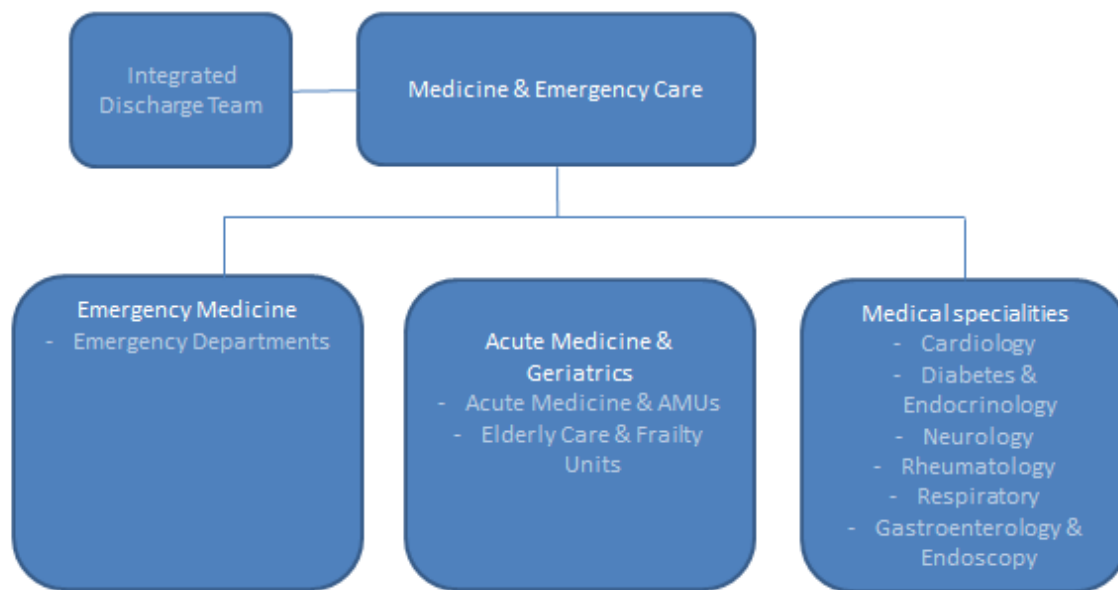 Integrated
Discharge Team
Medicine & Emergency Care
Emergency Medicine
- Emergency Departments
Acute Medicine &
Geriatrics
- Acute Medicine & AMUs
- Elderly Care & Frailty
Units
Medical specialities
- Cardiology
- Diabetes &
Endocrinology
- Neurology
- Rheumatology
- Respiratory
- Gastroenterology &
Endoscopy